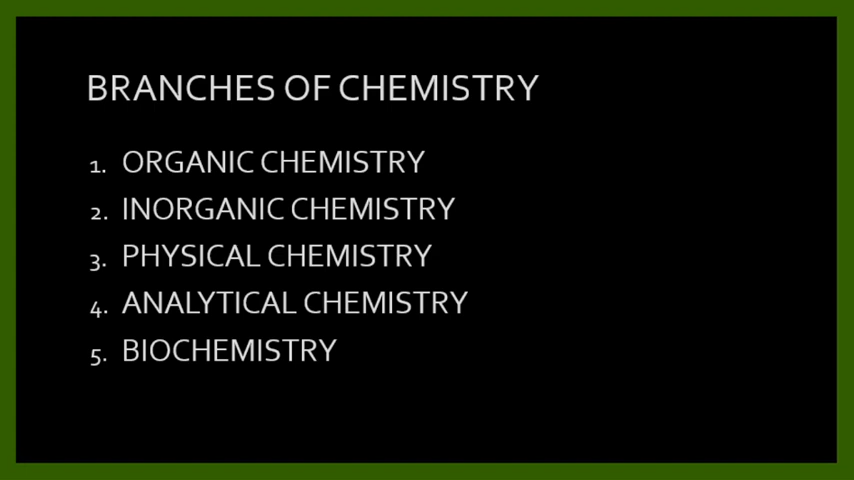 BRANCHES OF CHEMISTRY
1. ORGANIC CHEMISTRY
2. INORGANIC CHEMISTRY
3. PHYSICAL CHEMISTRY
4. ANALYTICAL CHEMISTRY
5. BIOCHEMISTRY